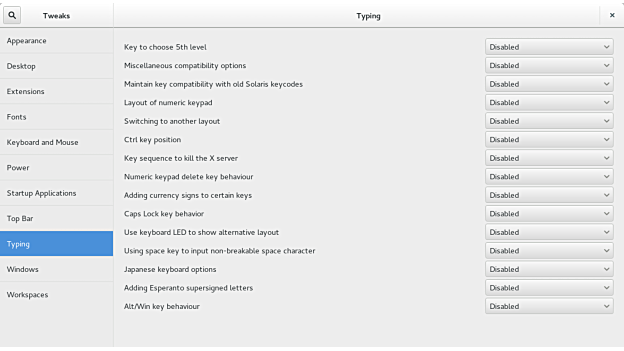 Tweaks Typing
Appearance
Desktop
Extensions
Fonts
Keyboard and Mouse
Power
Startup Applications
Top Bar
Typing
Windows
Workspaces
Key to choose 5th level Disabled
Miscellaneous compatibility options Disabled
Maintain key compatibility with old Solaris keycodes Disabled
Layout of numeric keypad Disabled
Switching to another layout Disabled
Ctrl key position Disabled
Key sequence to kill the X server Disabled
Numeric keypad delete key behaviour Disabled
Adding currency signs to certain keys Disabled
Caps Lock key behavior Disabled
Use keyboard LED to show alternative layout Disabled
Using space key to input non-breakable space character Disabled
Japanese keyboard options Disabled
Adding Esperanto supersigned letters Disabled
Alt/Win key behaviour Disabled